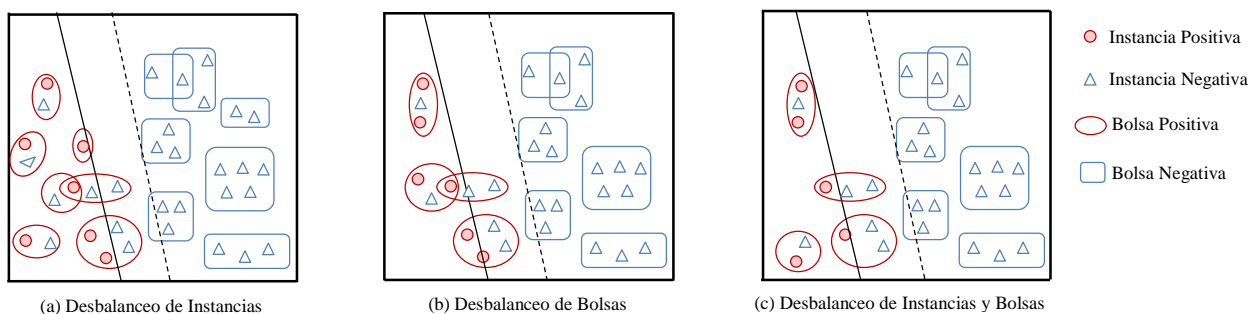 Instancia Positiva
Instancia Negativa
Bolsa Positiva
Bolsa Negativa
(a) Desbalanceo de Instancias
(b) Desbalanceo de Bolsas
(c) Desbalanceo de Instancias y Bolsas